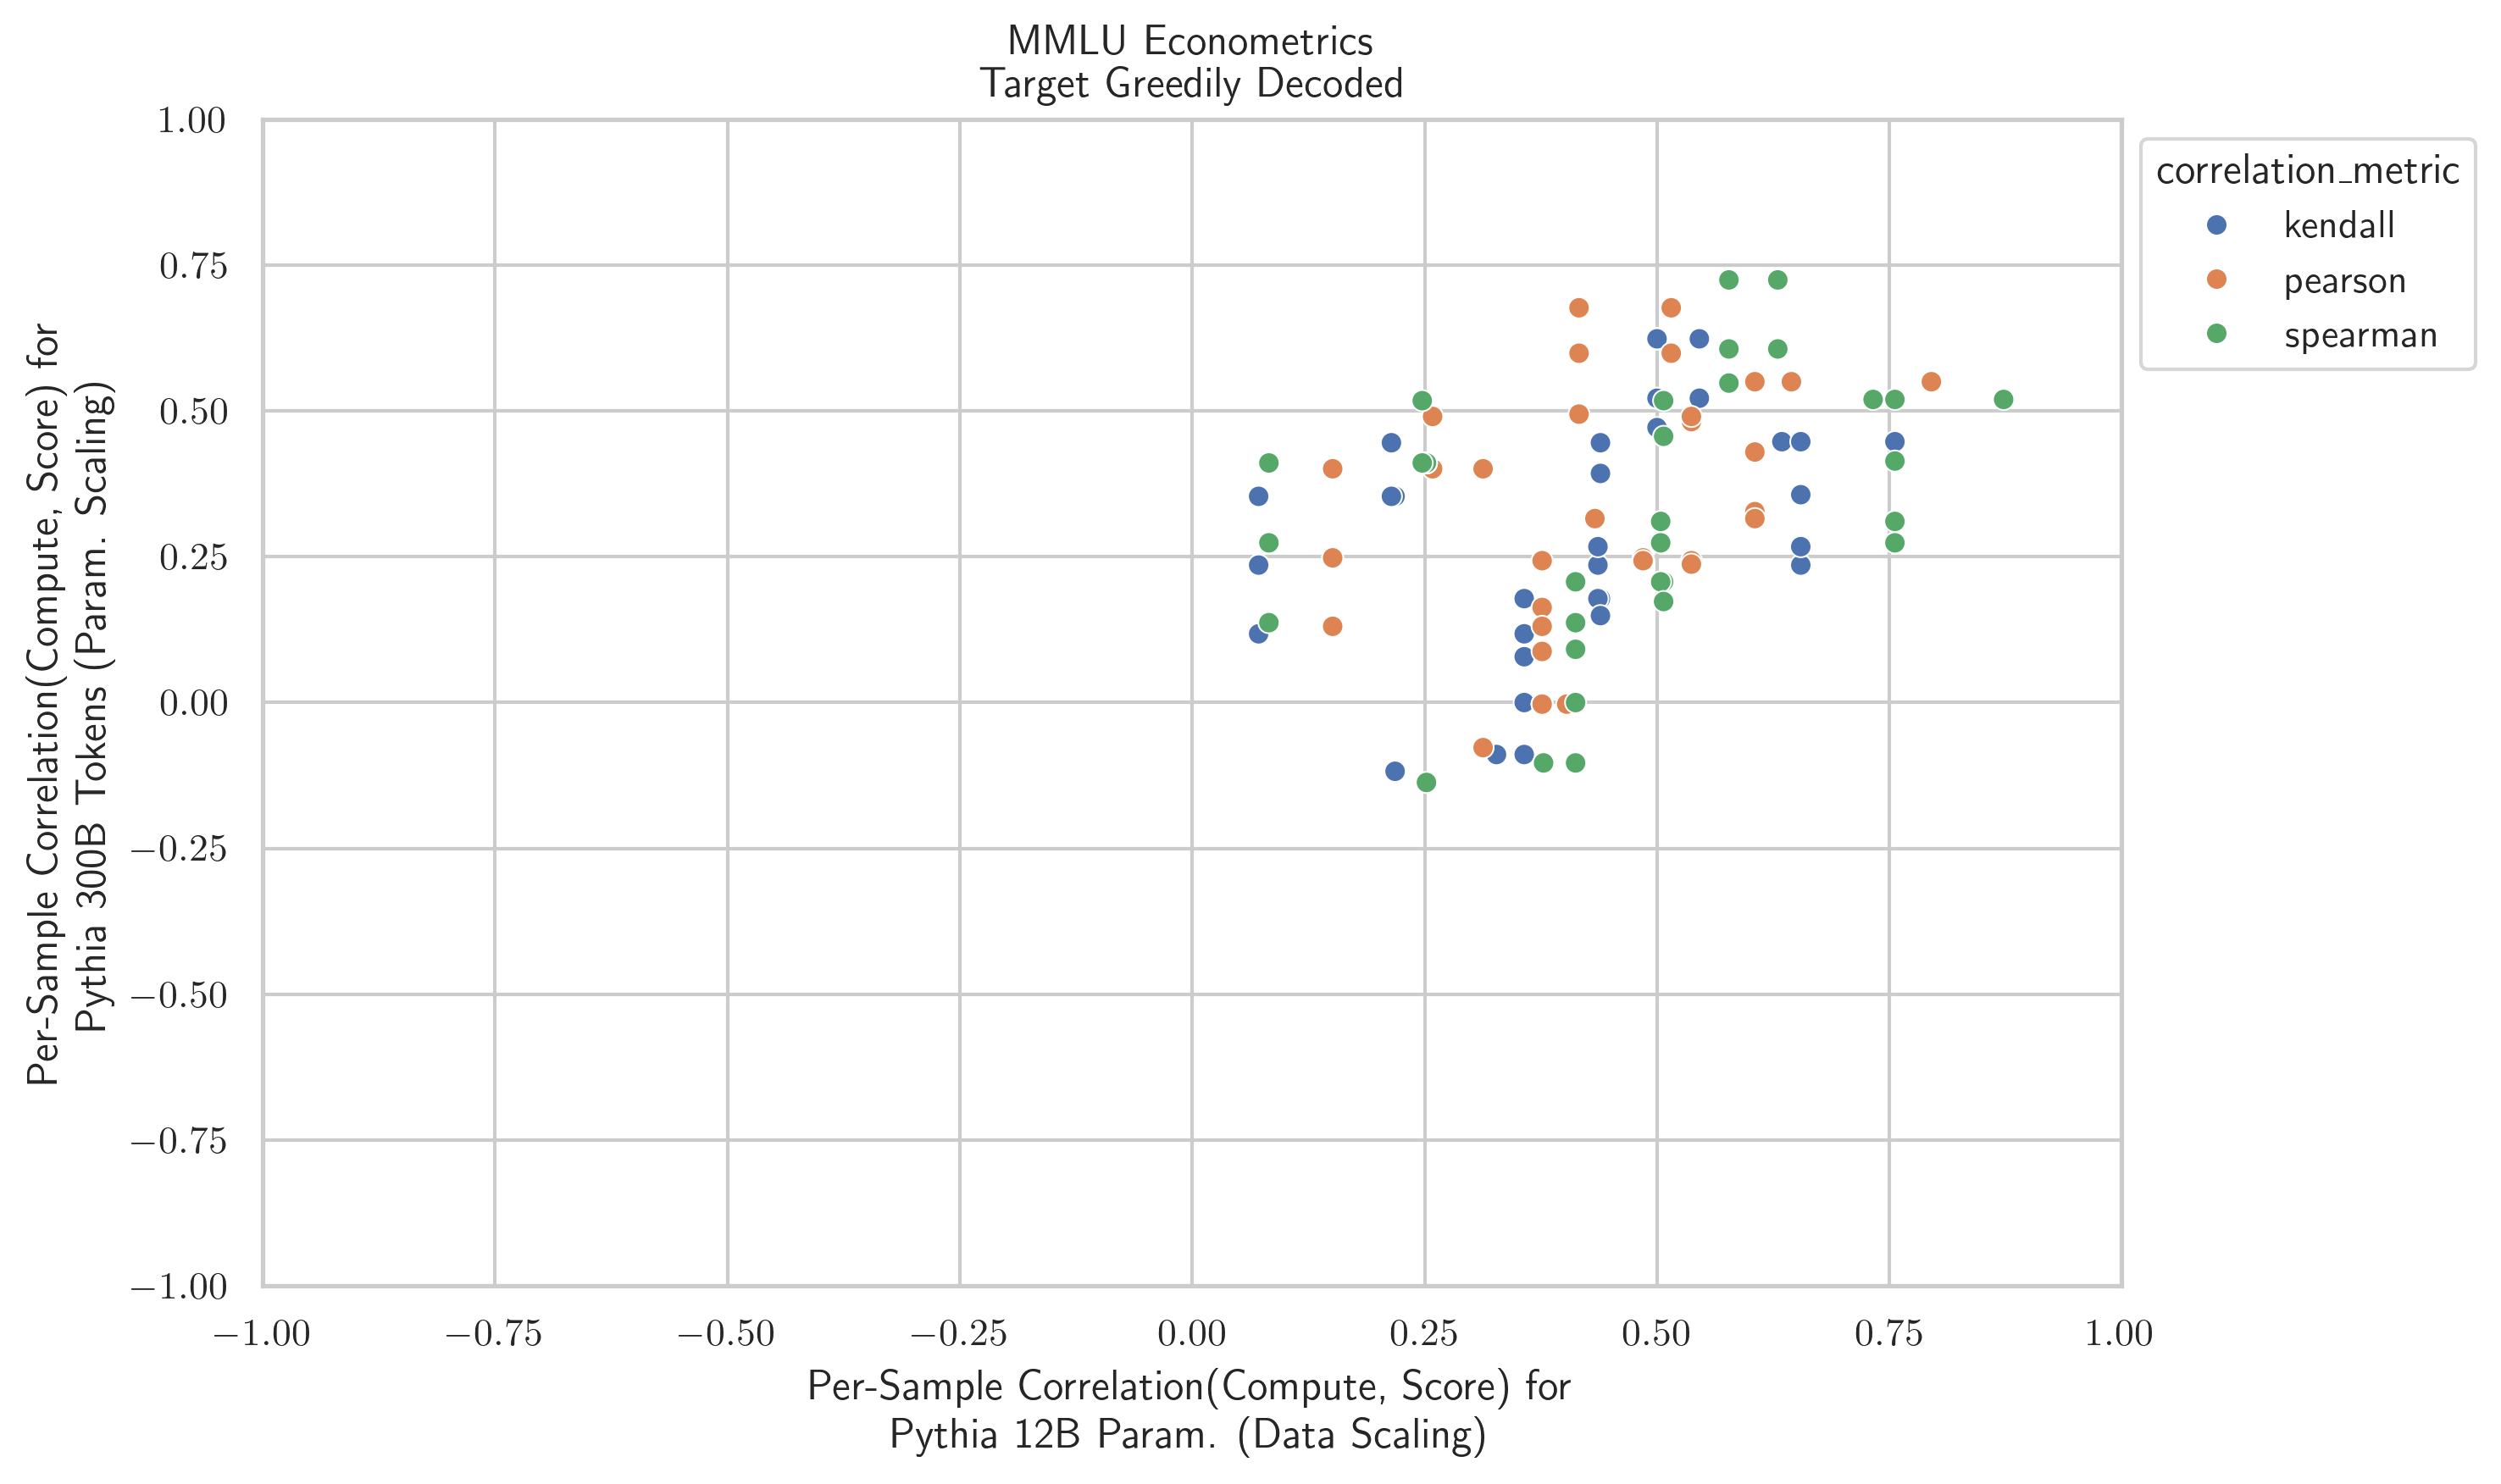 MMLU Econometrics
Target Greedily Decoded
1.00
0.75
0.50
0.25
0.00
−0.25
−0.50
−0.75
−1.00
Per-Sample Correlation(Compute, Score) for
Pythia 300B Tokens (Param. Scaling)
correlation_metric
kendall
pearson
spearman
−1.00
−0.75
−0.50
−0.25
0.00
0.25
0.50
0.75
1.00
Per-Sample Correlation(Compute, Score) for
Pythia 12B Param. (Data Scaling)